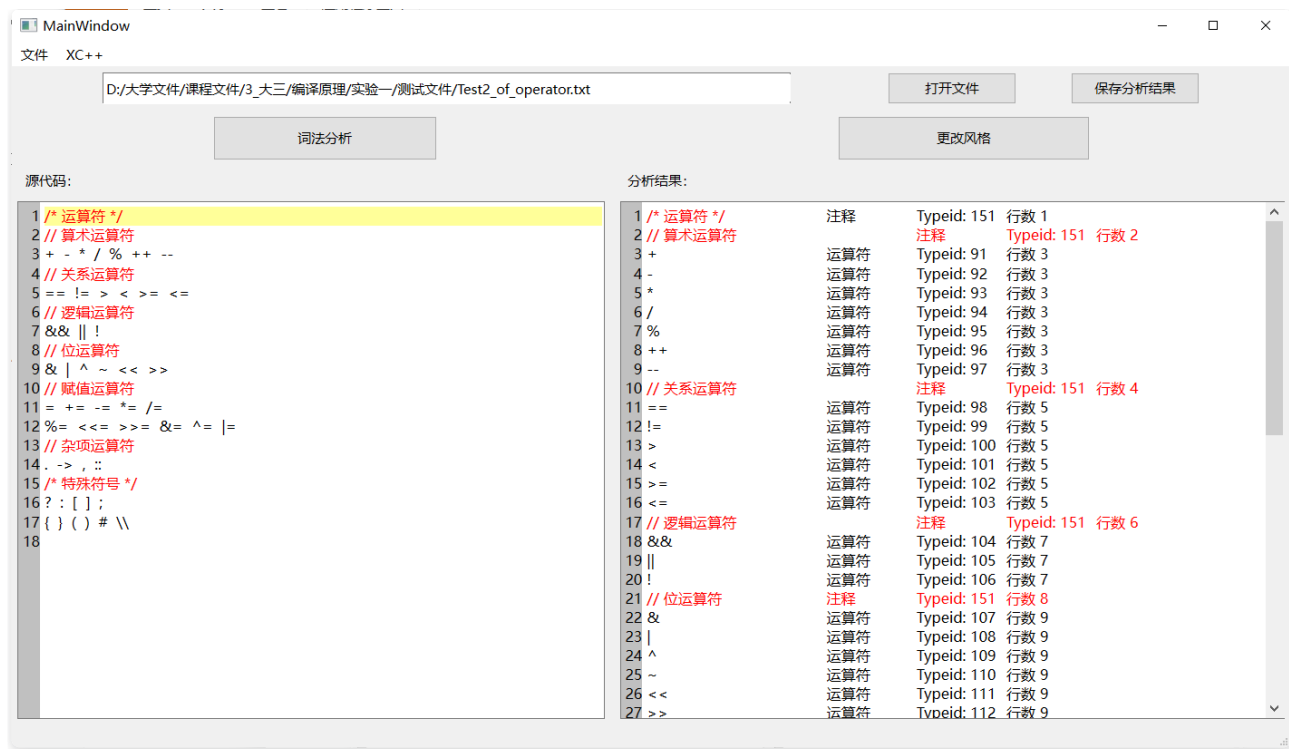 MainWindow
文件 XC++
D:/大学文件/课程文件/3_大三/编译原理/实验一/测试文件/Test2_of_operator.txt
打开文件
保存分析结果
词法分析
更改风格
源代码:
1 /* 运算符 */
2 // 算术运算符
3 + - * / % ++ --
4 // 关系运算符
5 == != > < >= <=
6 // 逻辑运算符
7 && || !
8 // 位运算符
9 & | ^ ~ << >>
10 // 赋值运算符
11 = += -= *= /=
12 %= <<= >>= &= ^= |=
13 // 杂项运算符
14 . -> , ::
15 /* 特殊符号 */
16 ? : [ ] ;
17 { } ( ) # \\
18
分析结果:
1 /* 运算符 */ 注释 Typeid: 151 行数 1
2 // 算术运算符 注释 Typeid: 151 行数 2
3 + 运算符 Typeid: 91 行数 3
4 - 运算符 Typeid: 92 行数 3
5 * 运算符 Typeid: 93 行数 3
6 / 运算符 Typeid: 94 行数 3
7 % 运算符 Typeid: 95 行数 3
8 ++ 运算符 Typeid: 96 行数 3
9 -- 运算符 Typeid: 97 行数 3
10 // 关系运算符 注释 Typeid: 151 行数 4
11 == 运算符 Typeid: 98 行数 5
12 != 运算符 Typeid: 99 行数 5
13 > 运算符 Typeid: 100 行数 5
14 < 运算符 Typeid: 101 行数 5
15 >= 运算符 Typeid: 102 行数 5
16 <= 运算符 Typeid: 103 行数 5
17 // 逻辑运算符 注释 Typeid: 151 行数 6
18 && 运算符 Typeid: 104 行数 7
19 || 运算符 Typeid: 105 行数 7
20 ! 运算符 Typeid: 106 行数 7
21 // 位运算符 注释 Typeid: 151 行数 8
22 & 运算符 Typeid: 107 行数 9
23 | 运算符 Typeid: 108 行数 9
24 ^ 运算符 Typeid: 109 行数 9
25 ~ 运算符 Typeid: 110 行数 9
26 << 运算符 Typeid: 111 行数 9
27 >> 运算符 Typeid: 112 行数 9